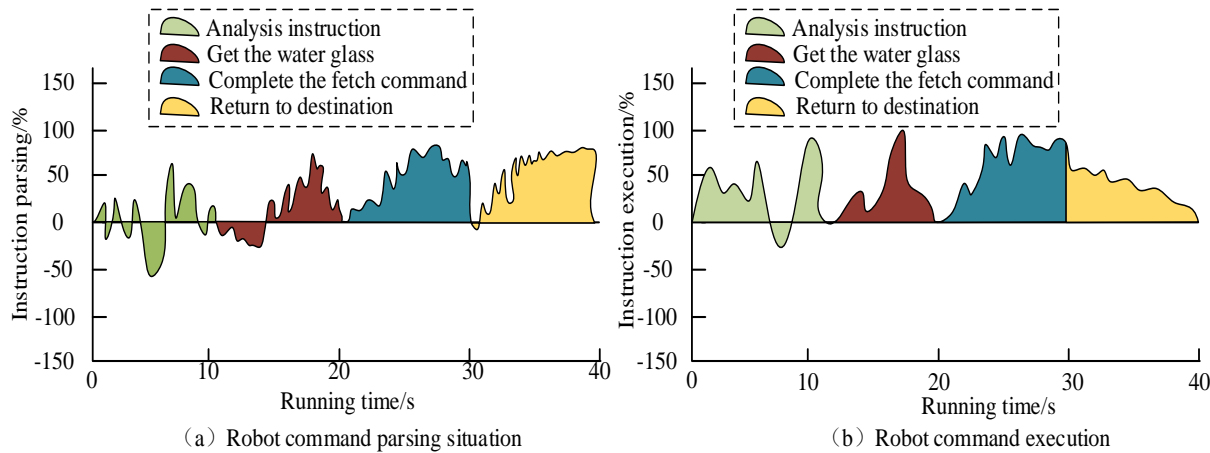 Analysis instruction
Get the water glass
Complete the fetch command
Return to destination
150
100
50
0
-50
-100
-150
Instruction parsing/%
0
10
20
30
40
Running time/s
（a）Robot command parsing situation
Analysis instruction
Get the water glass
Complete the fetch command
Return to destination
150
100
50
0
-50
-100
-150
Instruction execution/%
0
10
20
30
40
Running time/s
（b）Robot command execution